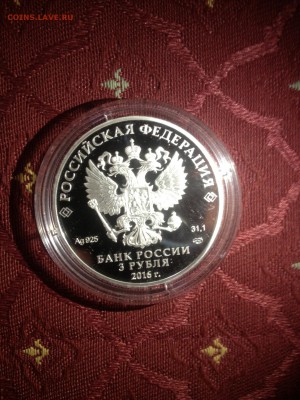 COINS.LAVE.RU
РОССИЙСКАЯ ФЕДЕРАЦИЯ
Ag 925
31,1
БАНК РОССИИ
3 РУБЛЯ
2016 г.